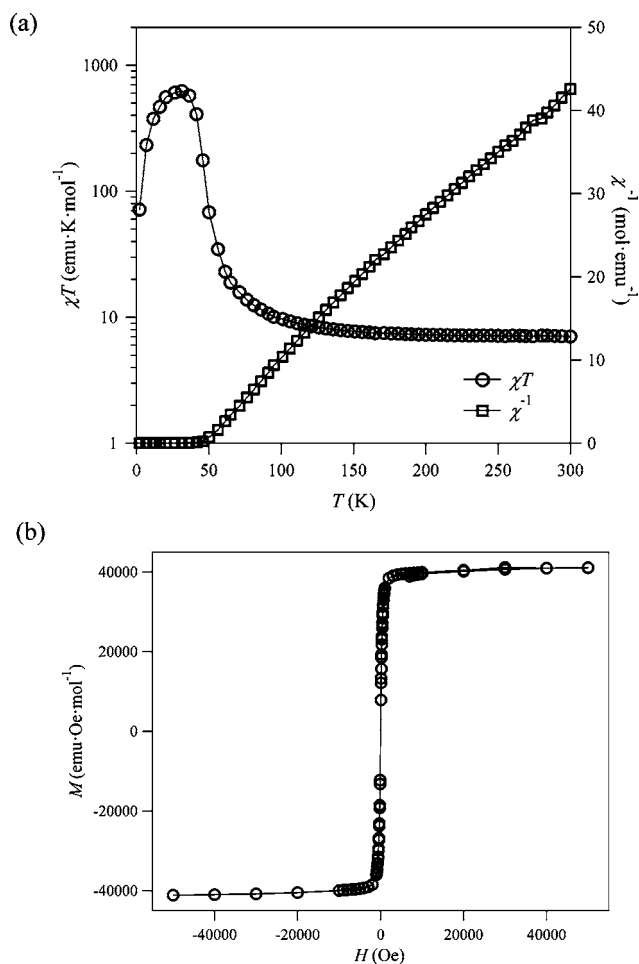 (a)
1000
100
10
1
χT (emu·K·mol⁻¹)
50
40
30
20
10
0
χ⁻¹ (mol·emu⁻¹)
χT
χ⁻¹
0 50 100 150 200 250 300
T (K)
(b)
40000
20000
0
-20000
-40000
M (emu·Oe·mol⁻¹)
-40000 -20000 0 20000 40000
H (Oe)